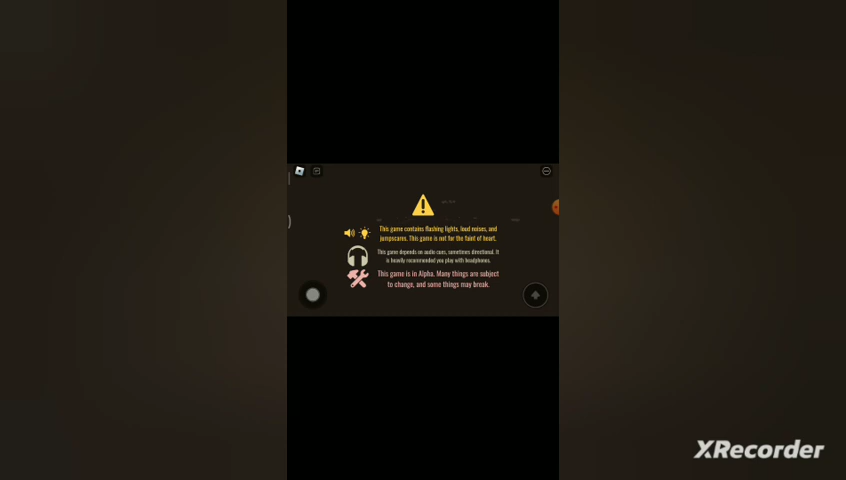 This game contains flashing lights, loud noises, and
jumpscares. This game is not for the faint of heart.
This game depends on audio cues, sometimes directional. It
is heavily recommended you play with headphones.
This game is in Alpha. Many things are subject
to change, and some things may break.
XRecorder